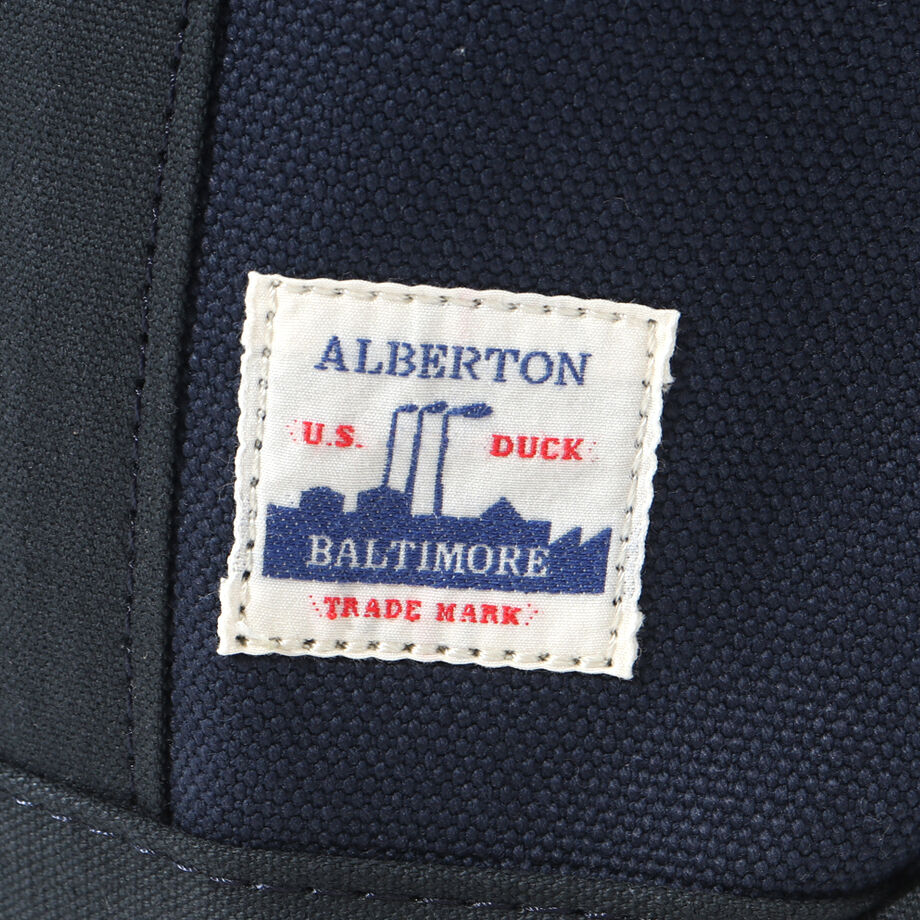 ALBERTON
U.S. DUCK
BALTIMORE
TRADE MARK